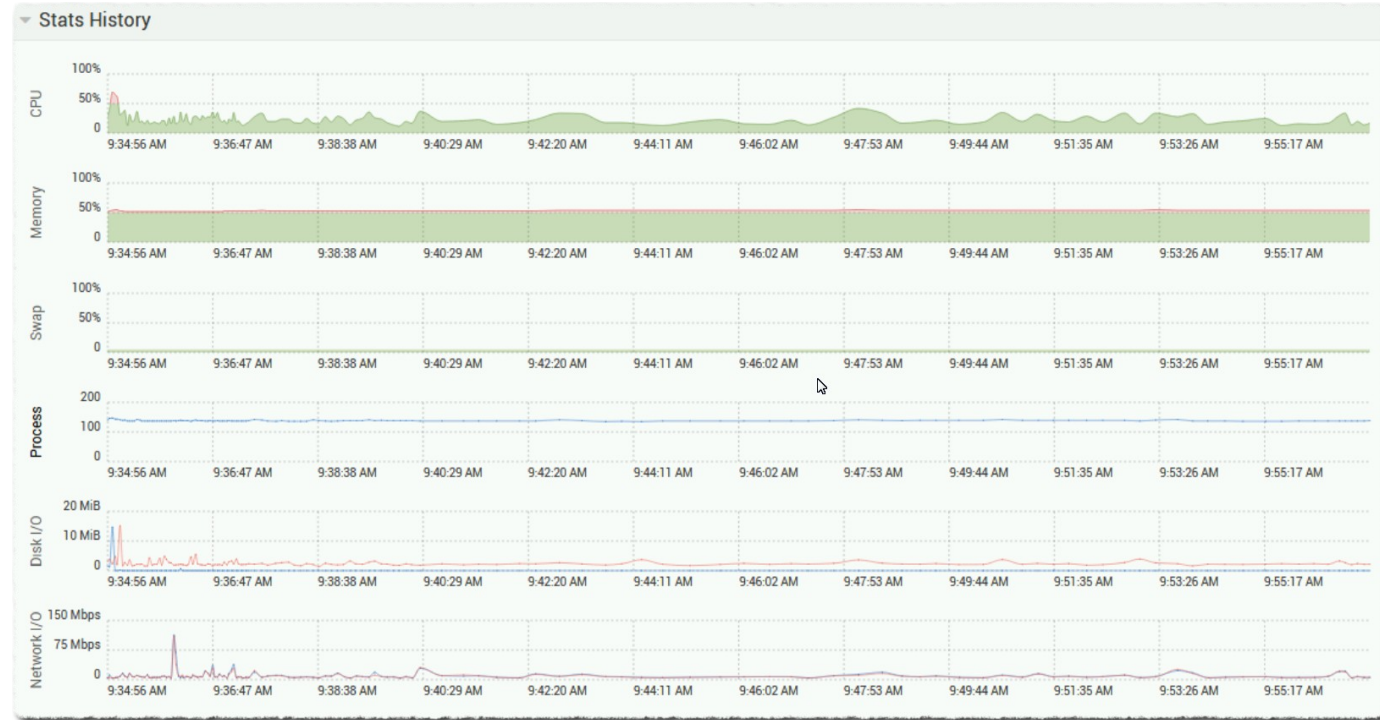 Stats History
CPU
100%
50%
0
9:34:56 AM 9:36:47 AM 9:38:38 AM 9:40:29 AM 9:42:20 AM 9:44:11 AM 9:46:02 AM 9:47:53 AM 9:49:44 AM 9:51:35 AM 9:53:26 AM 9:55:17 AM
Memory
100%
50%
0
9:34:56 AM 9:36:47 AM 9:38:38 AM 9:40:29 AM 9:42:20 AM 9:44:11 AM 9:46:02 AM 9:47:53 AM 9:49:44 AM 9:51:35 AM 9:53:26 AM 9:55:17 AM
Swap
100%
50%
0
9:34:56 AM 9:36:47 AM 9:38:38 AM 9:40:29 AM 9:42:20 AM 9:44:11 AM 9:46:02 AM 9:47:53 AM 9:49:44 AM 9:51:35 AM 9:53:26 AM 9:55:17 AM
Process
200
100
0
9:34:56 AM 9:36:47 AM 9:38:38 AM 9:40:29 AM 9:42:20 AM 9:44:11 AM 9:46:02 AM 9:47:53 AM 9:49:44 AM 9:51:35 AM 9:53:26 AM 9:55:17 AM
Disk I/O
20 MiB
10 MiB
0
9:34:56 AM 9:36:47 AM 9:38:38 AM 9:40:29 AM 9:42:20 AM 9:44:11 AM 9:46:02 AM 9:47:53 AM 9:49:44 AM 9:51:35 AM 9:53:26 AM 9:55:17 AM
Network I/O
150 Mbps
75 Mbps
0
9:34:56 AM 9:36:47 AM 9:38:38 AM 9:40:29 AM 9:42:20 AM 9:44:11 AM 9:46:02 AM 9:47:53 AM 9:49:44 AM 9:51:35 AM 9:53:26 AM 9:55:17 AM